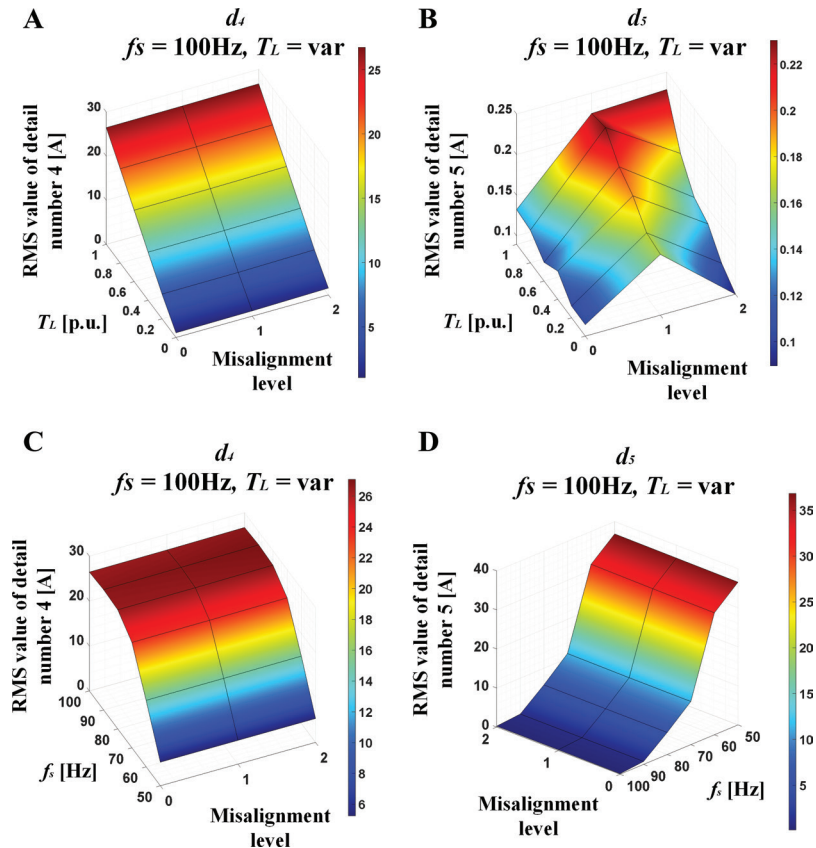 A
d4
fs = 100Hz, TL = var
RMS value of detail
number 4 [A]
30
20
10
0
1
0.8
0.6
0.4
0.2
0
TL [p.u.]
0
1
2
Misalignment
level
25
20
15
10
5
B
d5
fs = 100Hz, TL = var
RMS value of detail
number 5 [A]
0.25
0.2
0.15
0.1
1
0.8
0.6
0.4
0.2
0
TL [p.u.]
0
1
2
Misalignment
level
0.22
0.2
0.18
0.16
0.14
0.12
0.1
C
d4
fs = 100Hz, TL = var
RMS value of detail
number 4 [A]
30
20
10
0
100
90
80
70
60
50
fs [Hz]
0
1
2
Misalignment
level
26
24
22
20
18
16
14
12
10
8
6
D
d5
fs = 100Hz, TL = var
RMS value of detail
number 5 [A]
40
30
20
10
0
2
1
0
Misalignment
level
100
90
80
70
60
50
fs [Hz]
35
30
25
20
15
10
5